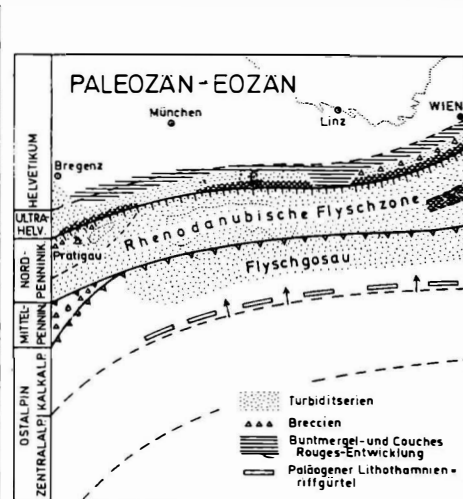 PALEOZÄN-EOZÄN
München
Linz
WIEN
Bregenz
HELVETIKUM
ULTRA-
HELV.
NORD-
PENNINIK
MITTEL-
PENNIN.
OSTALPIN
KALKALP.
ZENTRALALP.
Rhenodanubische Flyschzone
Prätigau
Flyschgosau
Turbiditserien
Breccien
Buntmergel-und Couches
Rouges-Entwicklung
Paläogener Lithothamnien-
riffgürtel